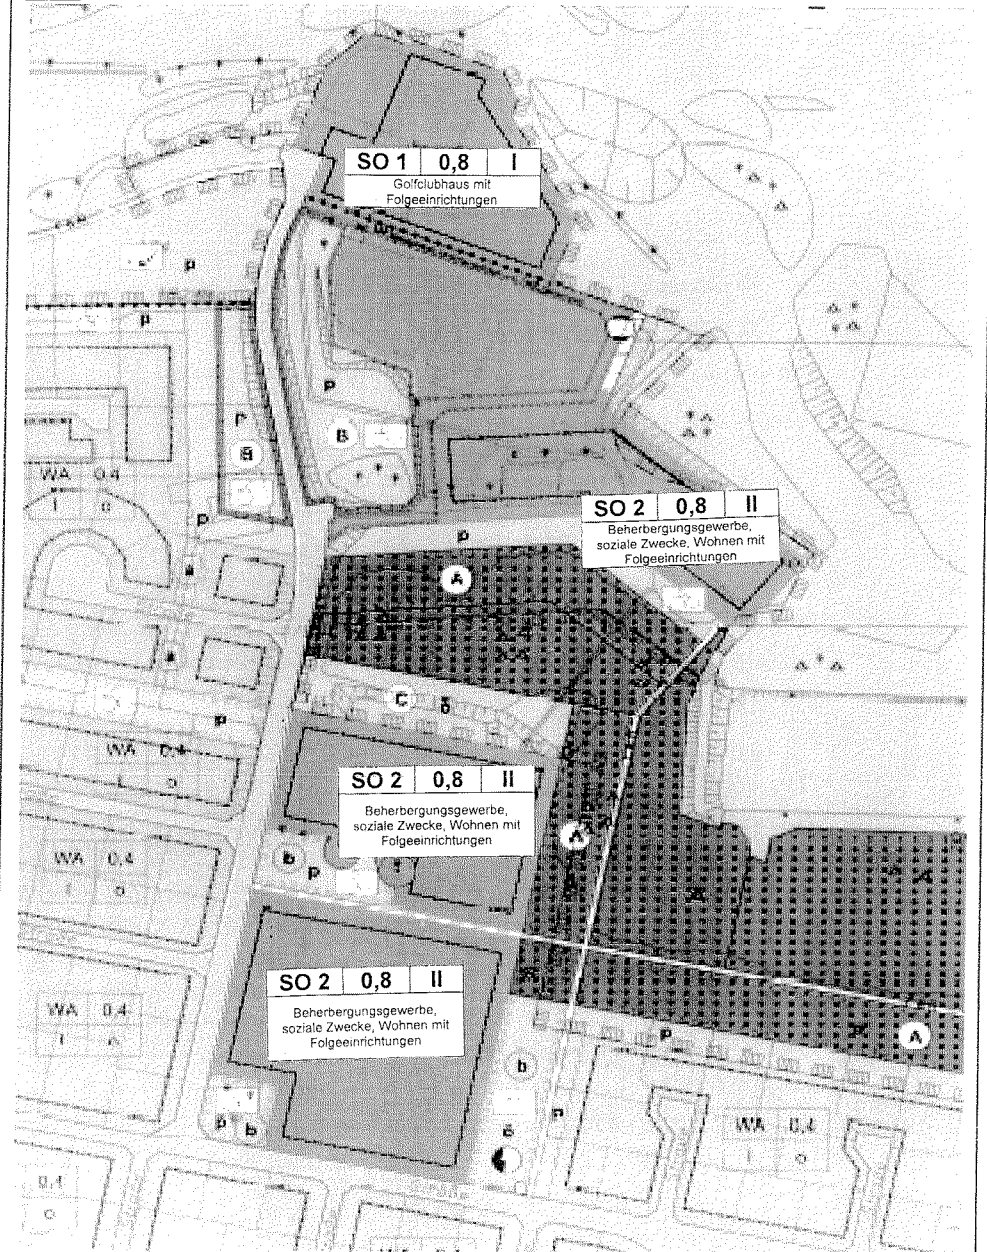 SO 1 0,8 I
Golfclubhaus mit
Folgeeinrichtungen
p
p
p
B
B
WA 0.4
I o
p
SO 2 0,8 II
Beherbergungsgewerbe,
soziale Zwecke, Wohnen mit
Folgeeinrichtungen
p
A
C
p
WA 0.4
I o
SO 2 0,8 II
Beherbergungsgewerbe,
soziale Zwecke, Wohnen mit
Folgeeinrichtungen
A
WA 0.4
I o
b
p
SO 2 0,8 II
Beherbergungsgewerbe,
soziale Zwecke, Wohnen mit
Folgeeinrichtungen
WA 0.4
I
p
A
b
p b
WA 0.4
I o
0.4
o